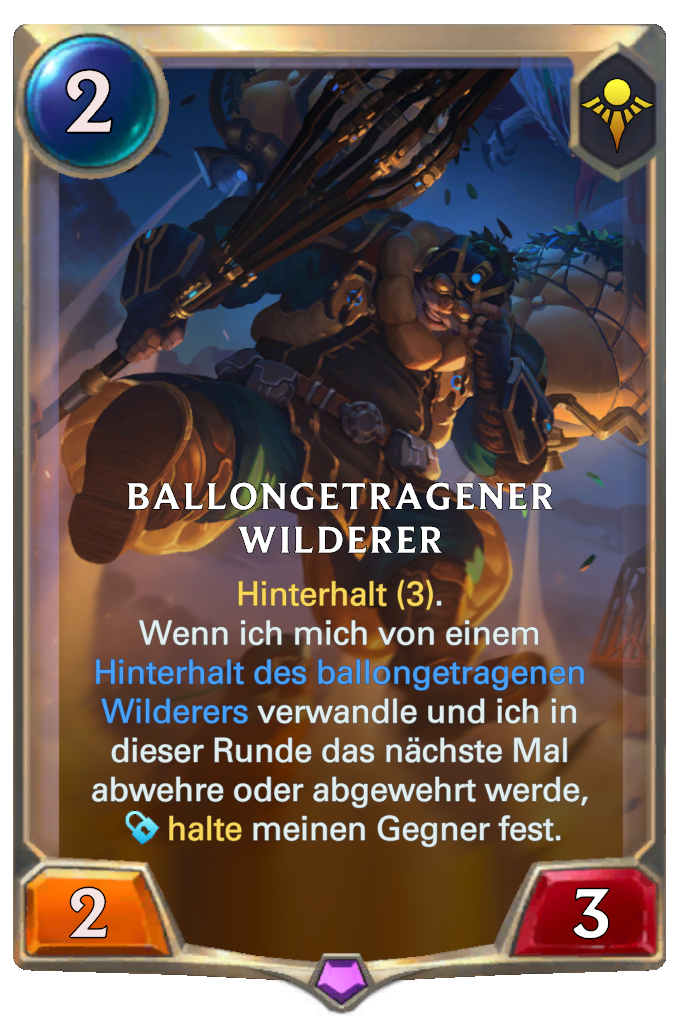 2
BALLONGETRAGENER
WILDERER
Hinterhalt (3).
Wenn ich mich von einem
Hinterhalt des ballongetragenen
Wilderers verwandle und ich in
dieser Runde das nächste Mal
abwehre oder abgewehrt werde,
halte meinen Gegner fest.
2
3